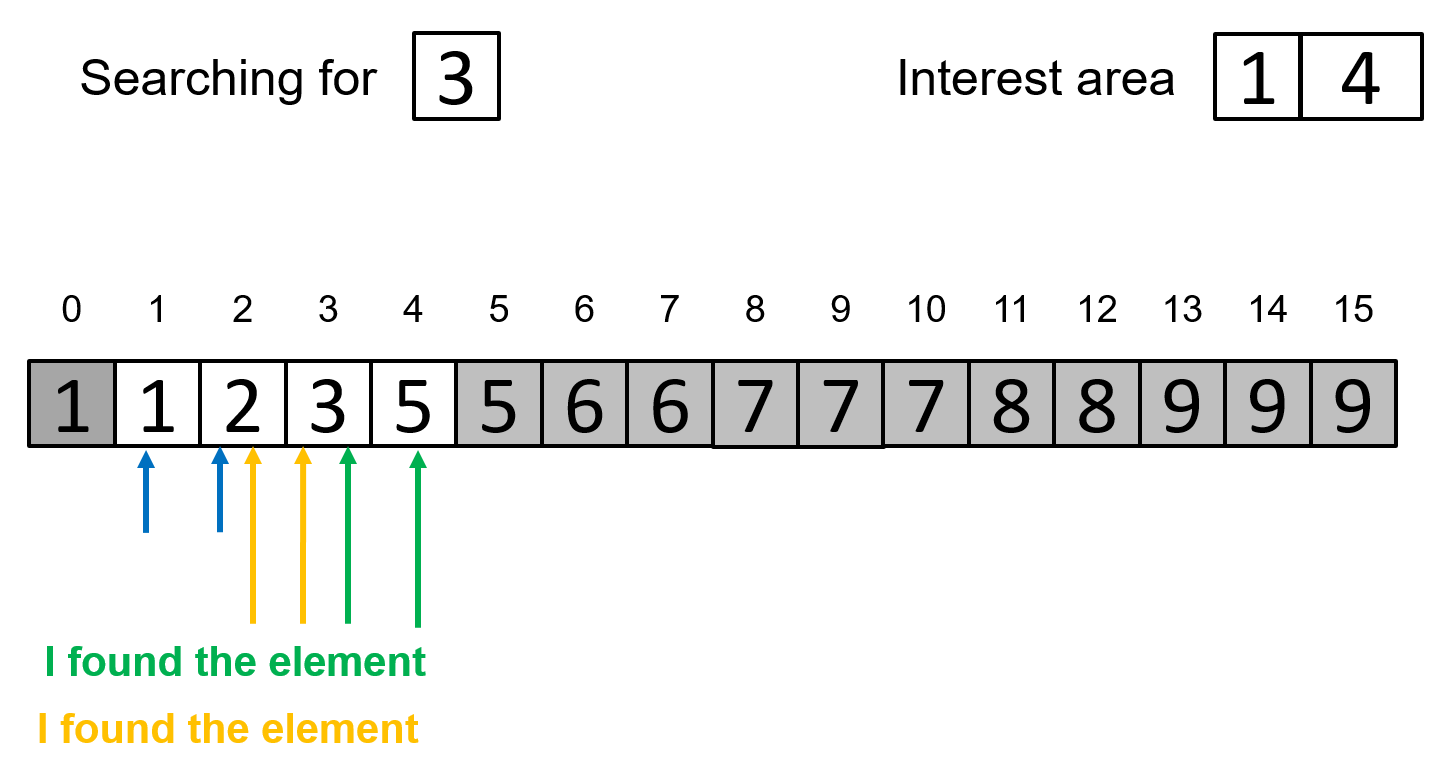 Searching for 3 Interest area 1 4
0 1 2 3 4 5 6 7 8 9 10 11 12 13 14 15
1 1 2 3 5 5 6 6 7 7 7 8 8 9 9 9
I found the element
I found the element